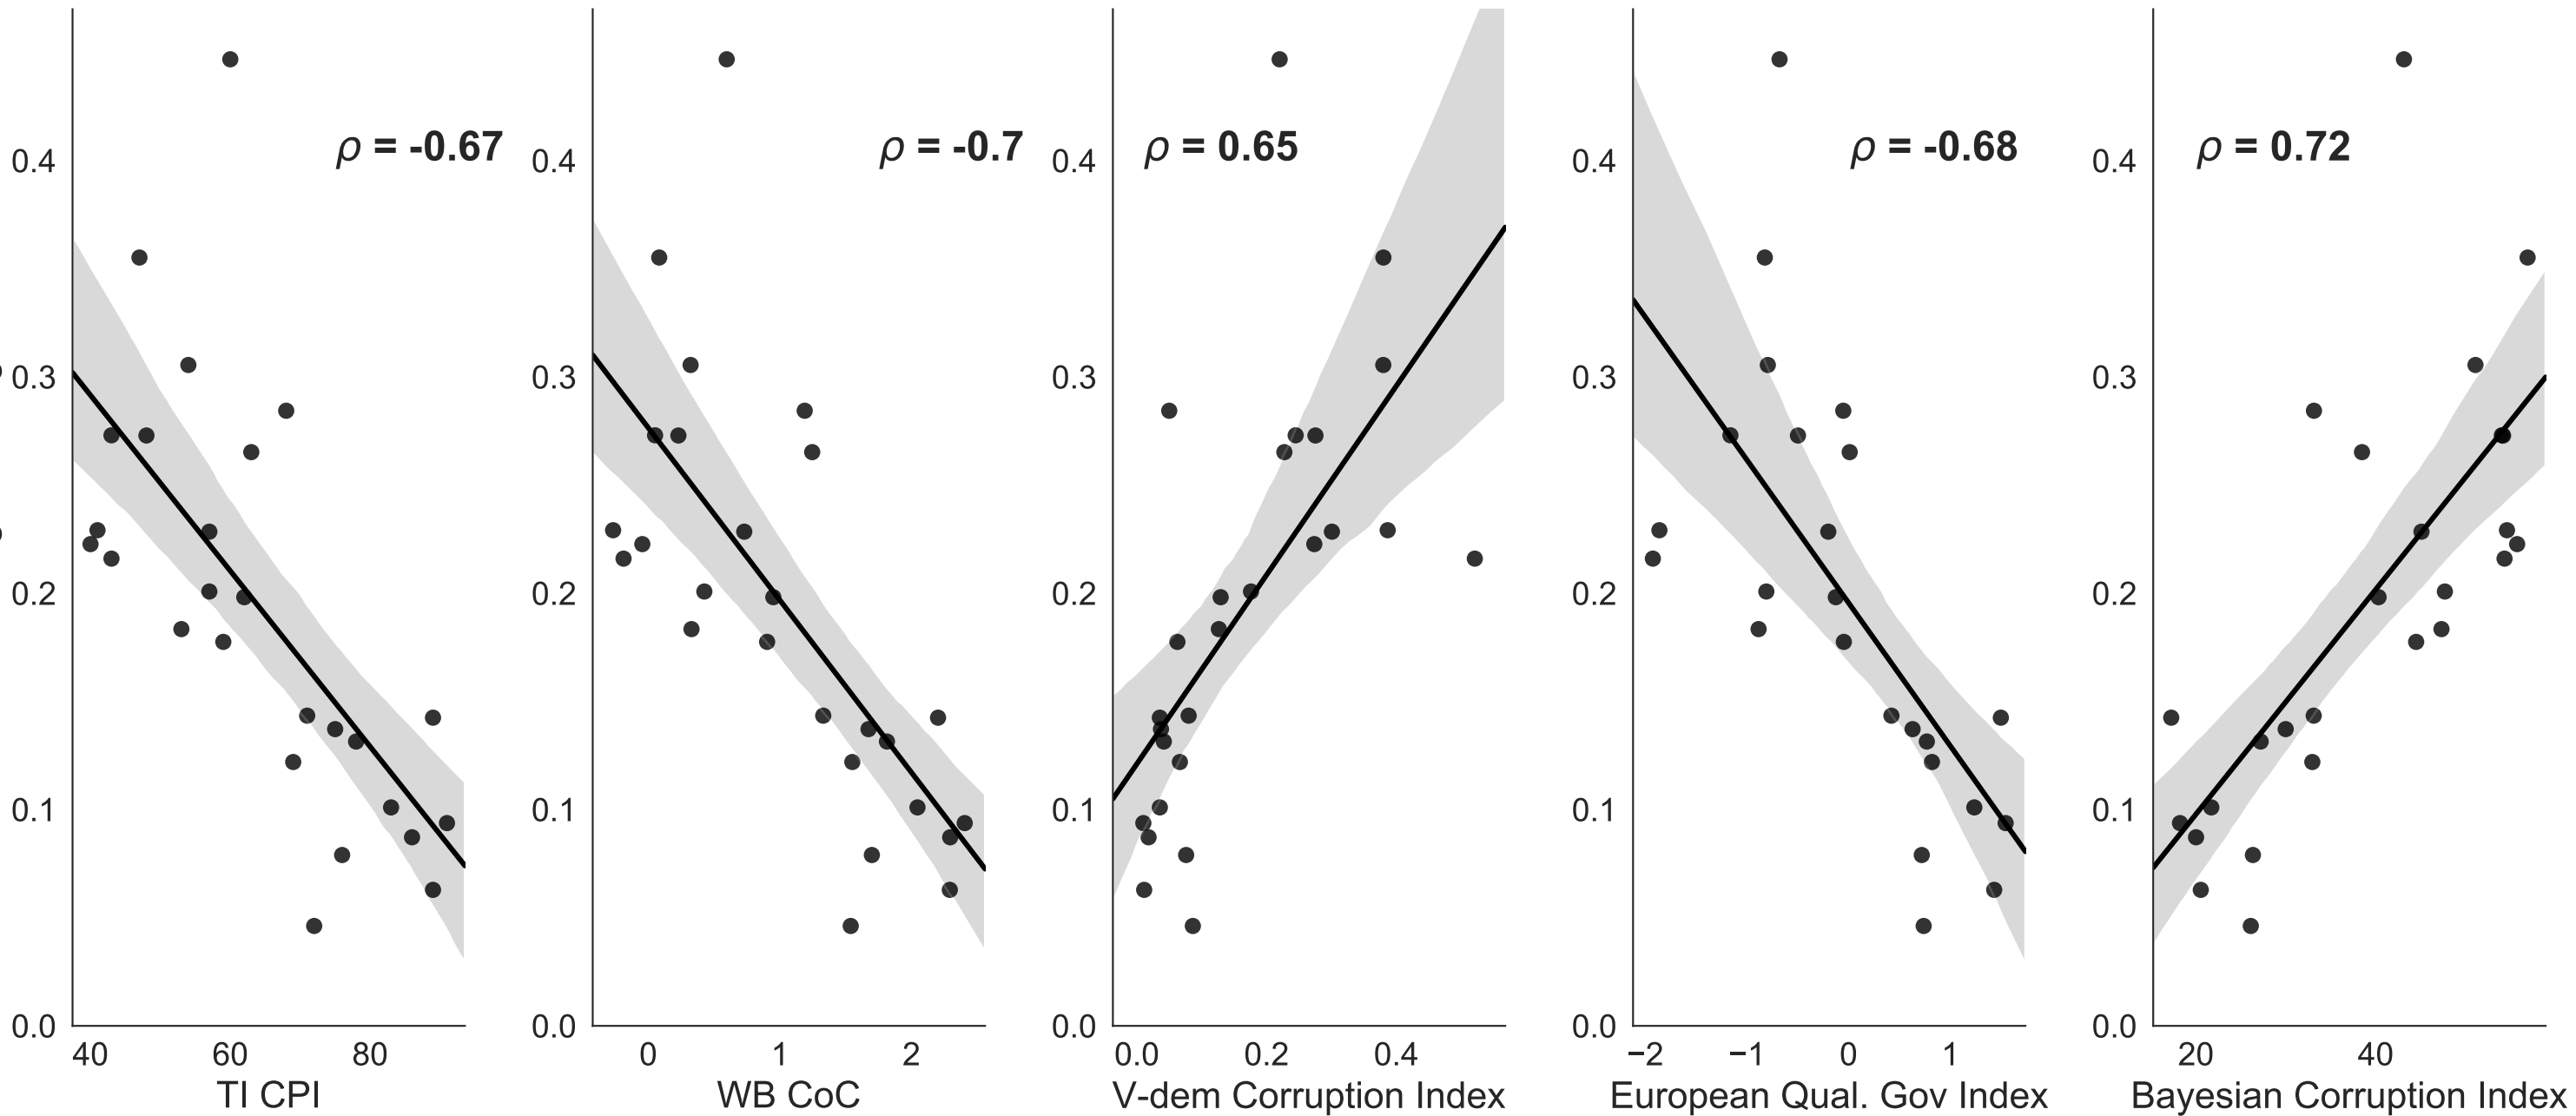 ρ = -0.67
0.4
0.3
0.2
0.1
0.0
40 60 80
TI CPI
ρ = -0.7
0.4
0.3
0.2
0.1
0.0
0 1 2
WB CoC
ρ = 0.65
0.4
0.3
0.2
0.1
0.0
0.0 0.2 0.4
V-dem Corruption Index
ρ = -0.68
0.4
0.3
0.2
0.1
0.0
−2 −1 0 1
European Qual. Gov Index
ρ = 0.72
0.4
0.3
0.2
0.1
0.0
20 40
Bayesian Corruption Index